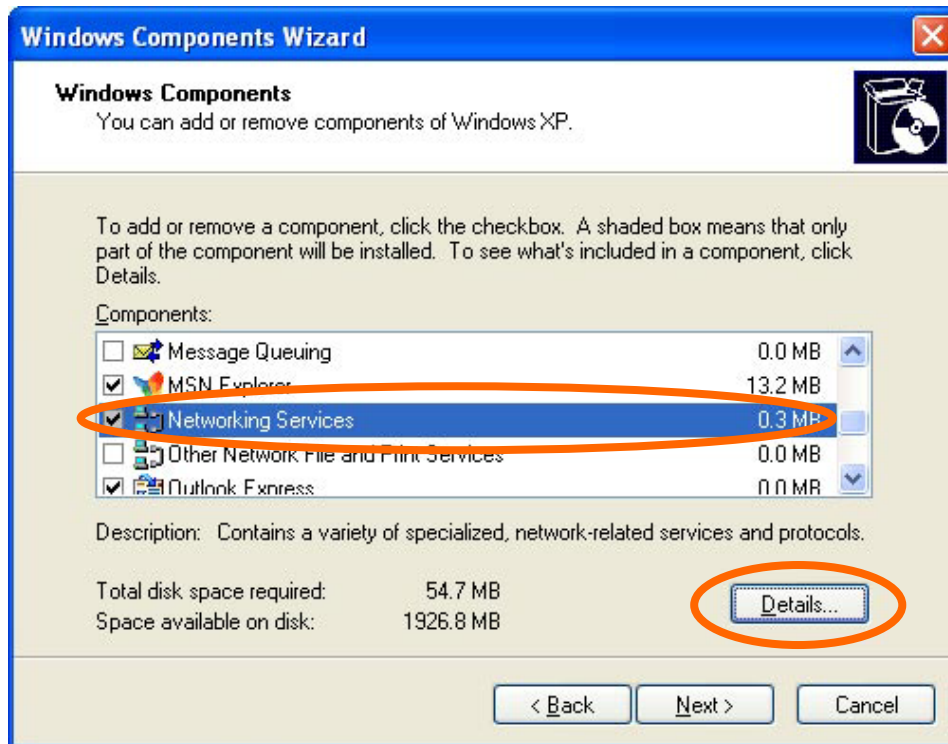 Windows Components Wizard
Windows Components
You can add or remove components of Windows XP.
To add or remove a component, click the checkbox. A shaded box means that only
part of the component will be installed. To see what's included in a component, click
Details.
Components:
Message Queuing 0.0 MB
MSN Explorer 13.2 MB
Networking Services 0.3 MB
Other Network File and Print Services 0.0 MB
Outlook Express 0.0 MB
Description: Contains a variety of specialized, network-related services and protocols.
Total disk space required: 54.7 MB
Space available on disk: 1926.8 MB
Details...
< Back Next > Cancel